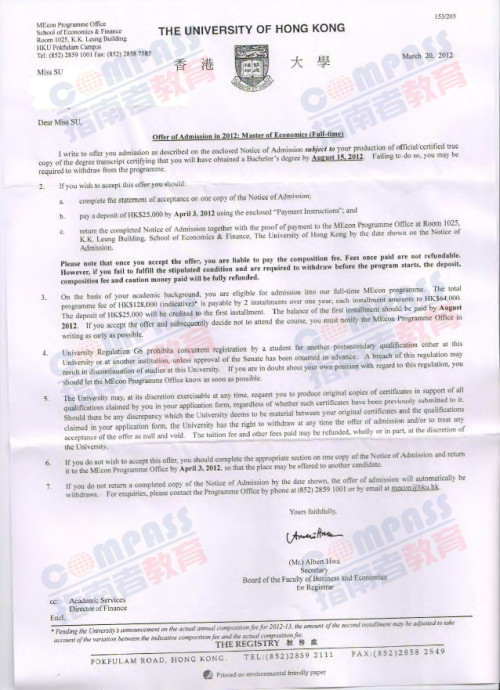 MEcon Programme Office
School of Economics & Finance
Room 1025, K.K. Leung Building
HKU Pokfulam Campus
Tel: (852) 2859 1001 Fax: (852) 2858 7585
153/205
THE UNIVERSITY OF HONG KONG
香 港 大 學
March 20, 2012
Miss SU
Dear Miss SU,
Offer of Admission in 2012: Master of Economics (Full-time)
I write to offer you admission as described on the enclosed Notice of Admission subject to your production of official/certified true
copy of the degree transcript certifying that you will have obtained a Bachelor's degree by August 15, 2012. Failing to do so, you may be
required to withdraw from the programme.
2. If you wish to accept this offer you should:
a. complete the statement of acceptance on one copy of the Notice of Admission;
b. pay a deposit of HK$25,000 by April 3, 2012 using the enclosed "Payment Instructions"; and
c. return the completed Notice of Admission together with the proof of payment to the MEcon Programme Office at Room 1025,
K.K. Leung Building, School of Economics & Finance, The University of Hong Kong by the date shown on the Notice of
Admission.
Please note that once you accept the offer, you are liable to pay the composition fee. Fees once paid are not refundable.
However, if you fail to fulfill the stipulated condition and are required to withdraw before the program starts, the deposit,
composition fee and caution money paid will be fully refunded.
3. On the basis of your academic background, you are eligible for admission into our full-time MEcon programme. The total
programme fee of HK$128,000 (indicative)* is payable by 2 installments over one year, each installment amounts to HK$64,000.
The deposit of HK$25,000 will be credited to the first installment. The balance of the first installment should be paid by August
2012. If you accept the offer and subsequently decide not to attend the course, you must notify the MEcon Programme Office in
writing as early as possible.
4. University Regulation G5 prohibits concurrent registration by a student for another postsecondary qualification either at this
University or at another institution, unless approval of the Senate has been obtained in advance. A breach of this regulation may
result in discontinuation of studies at this University. If you are in doubt about your own position with regard to this regulation, you
should let the MEcon Programme Office know as soon as possible.
5. The University may, at its discretion exercisable at any time, request you to produce original copies of certificates in support of all
qualifications claimed by you in your application form, regardless of whether such certificates have been previously submitted to it.
Should there be any discrepancy which the University deems to be material between your original certificates and the qualifications
claimed in your application form, the University has the right to withdraw at any time the offer of admission and/or to treat any
acceptance of the offer as null and void. The tuition fee and other fees paid may be refunded, wholly or in part, at the discretion of
the University.
6. If you do not wish to accept this offer, you should complete the appropriate section on one copy of the Notice of Admission and return
it to the MEcon Programme Office by April 3, 2012, so that the place may be offered to another candidate.
7. If you do not return a completed copy of the Notice of Admission by the date shown, the offer of admission will automatically be
withdrawn. For enquiries, please contact the Programme Office by phone at (852) 2859 1001 or by email at mecon@hku.hk.
Yours faithfully,
(Mr.) Albert Hwa
Secretary
Board of the Faculty of Business and Economics
for Registrar
cc: Academic Services
Director of Finance
Encl.
* Pending the University's announcement on the actual annual composition fee for 2012-13, the amount of the second installment may be adjusted to take
account of the variation between the indicative composition fee and the actual composition fee.
THE REGISTRY 教 務 處
POKFULAM ROAD, HONG KONG. TEL:(852)2859 2111 FAX:(852)2858 2549
Printed on environmental friendly paper
COMPASS
指南者教育
COMPASS
指南者教育
COMPASS
指南者教育
COMPASS
指南者教育
COMPASS
指南者教育
COMPASS
指南者教育